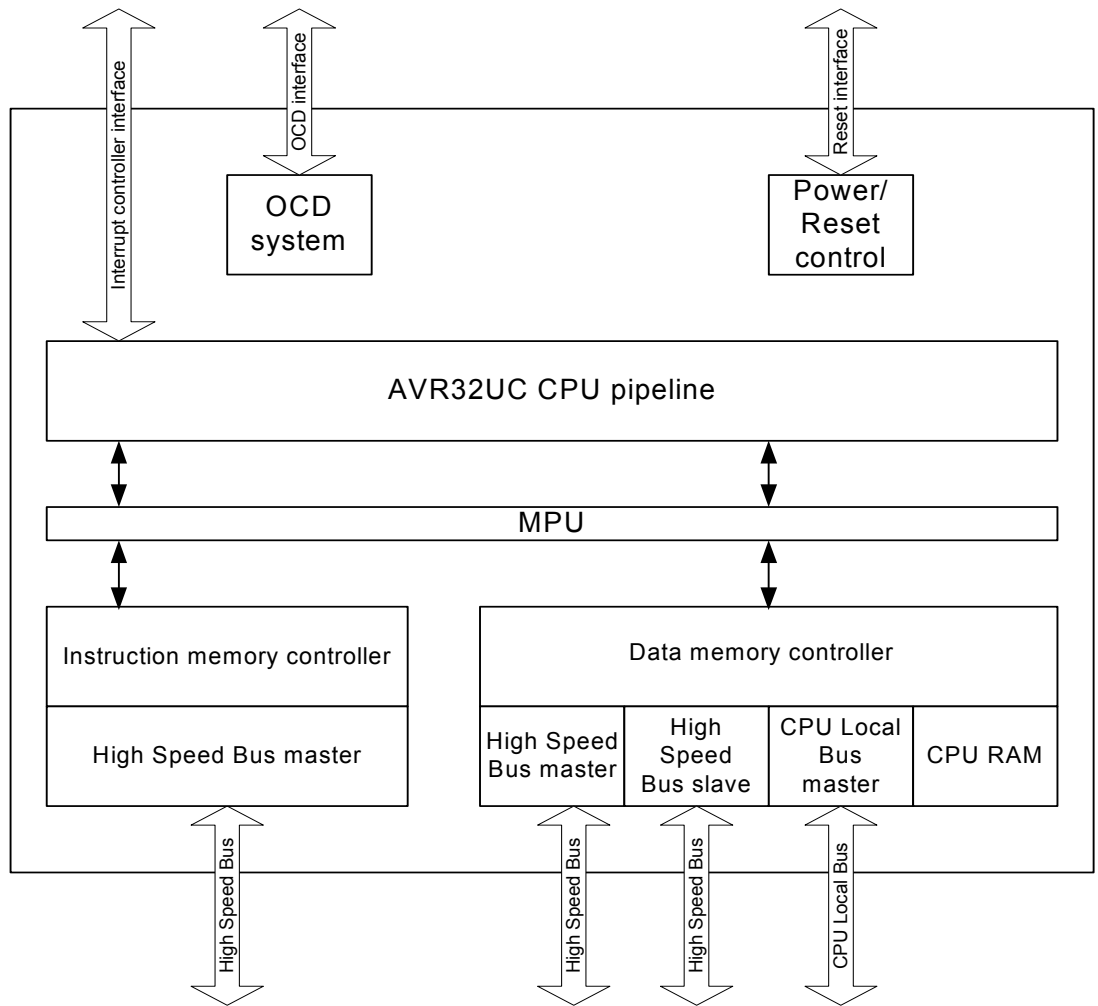 Interrupt controller interface
OCD interface
Reset interface
OCD
system
Power/
Reset
control
AVR32UC CPU pipeline
MPU
Instruction memory controller
Data memory controller
High Speed Bus master
High Speed
Bus master
High
Speed
Bus slave
CPU Local
Bus
master
CPU RAM
High Speed Bus
High Speed Bus
High Speed Bus
CPU Local Bus